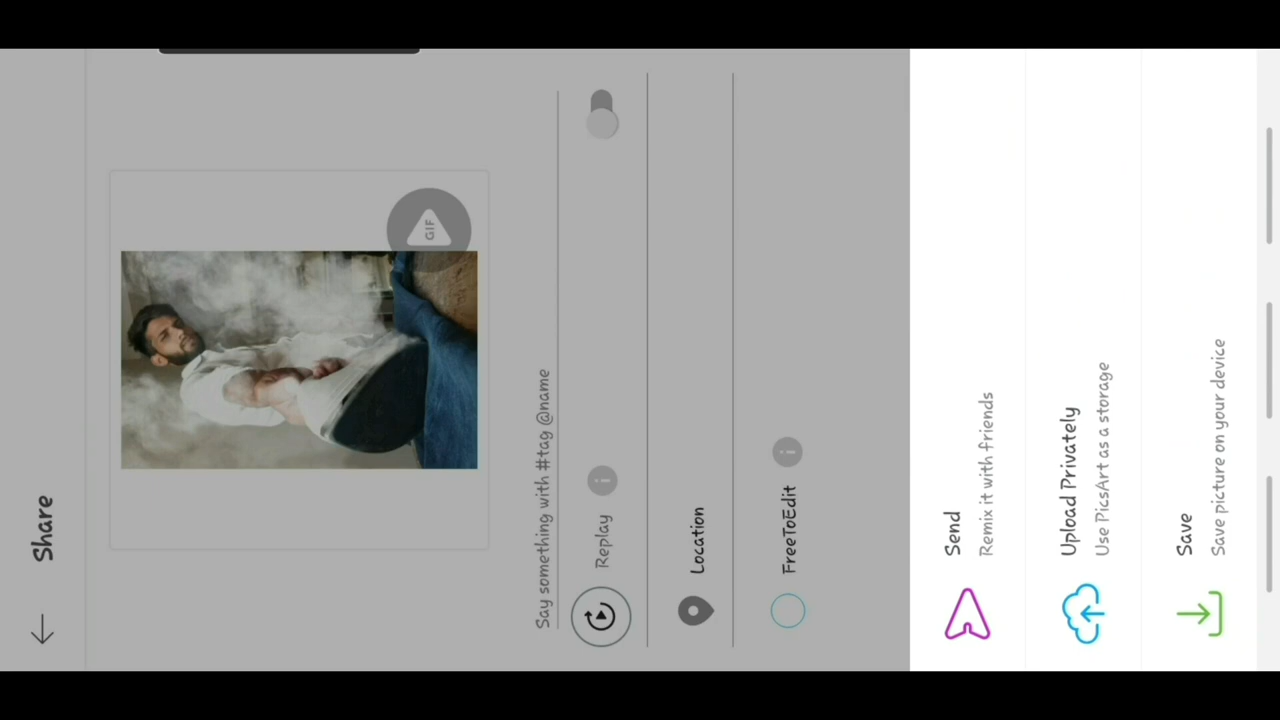 Share
GIF
Say something with #tag @name
Replay
Location
FreeToEdit
Send
Remix it with friends
Upload Privately
Use PicsArt as a storage
Save
Save picture on your device